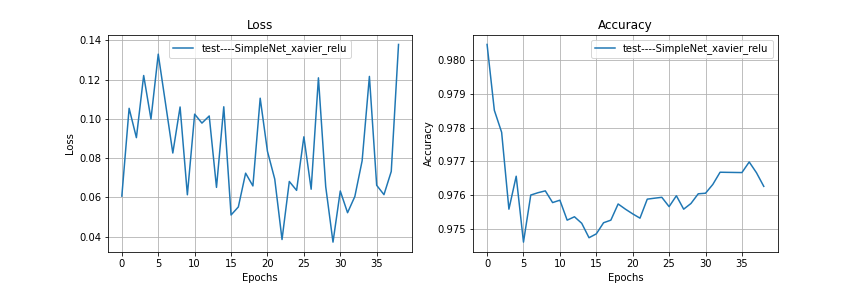 Loss
test----SimpleNet_xavier_relu
0.14
0.12
0.10
0.08
0.06
0.04
Loss
0 5 10 15 20 25 30 35
Epochs
Accuracy
test----SimpleNet_xavier_relu
0.980
0.979
0.978
0.977
0.976
0.975
Accuracy
0 5 10 15 20 25 30 35
Epochs